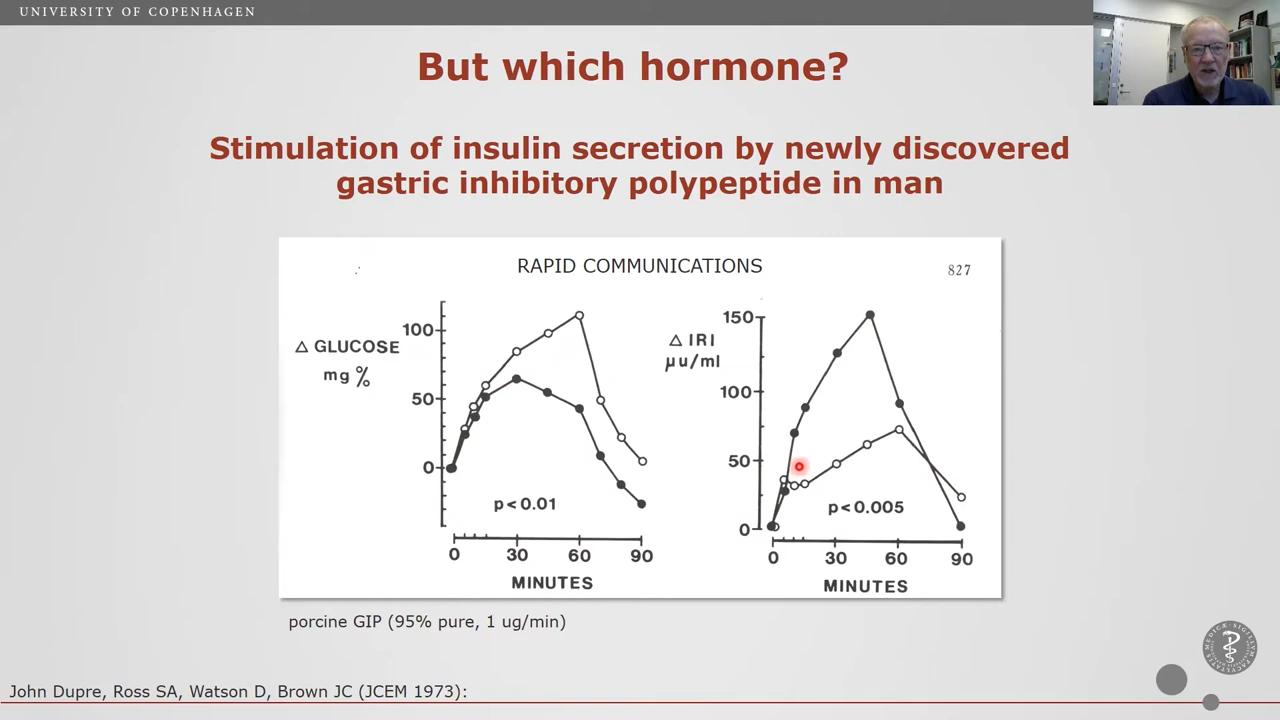 UNIVERSITY OF COPENHAGEN
But which hormone?
Stimulation of insulin secretion by newly discovered
gastric inhibitory polypeptide in man
RAPID COMMUNICATIONS
827
Δ GLUCOSE
mg %
100
50
0
p<0.01
0 30 60 90
MINUTES
Δ IRI
μu/ml
150
100
50
0
p<0.005
0 30 60 90
MINUTES
porcine GIP (95% pure, 1 ug/min)
John Dupre, Ross SA, Watson D, Brown JC (JCEM 1973):